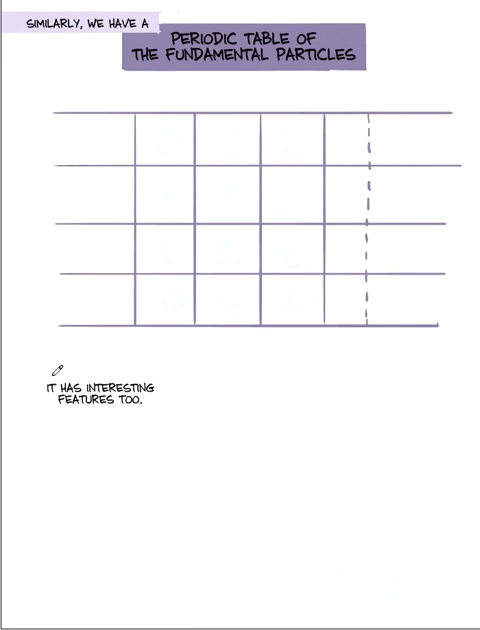 SIMILARLY, WE HAVE A
PERIODIC TABLE OF
THE FUNDAMENTAL PARTICLES
IT HAS INTERESTING
FEATURES TOO.